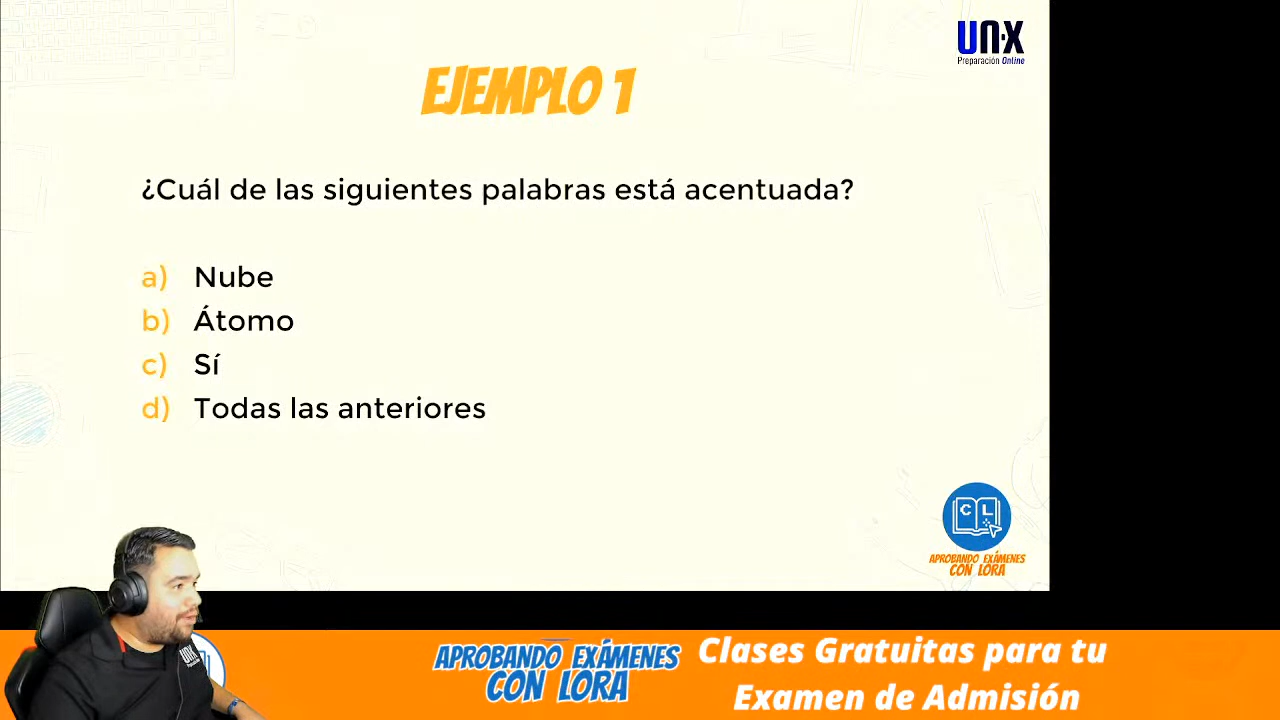 UN-X
Preparación Online
EJEMPLO 1
¿Cuál de las siguientes palabras está acentuada?
a) Nube
b) Átomo
c) Sí
d) Todas las anteriores
C L
APROBANDO EXÁMENES
CON LORA
UNX
APROBANDO EXÁMENES
CON LORA
Clases Gratuitas para tu
Examen de Admisión